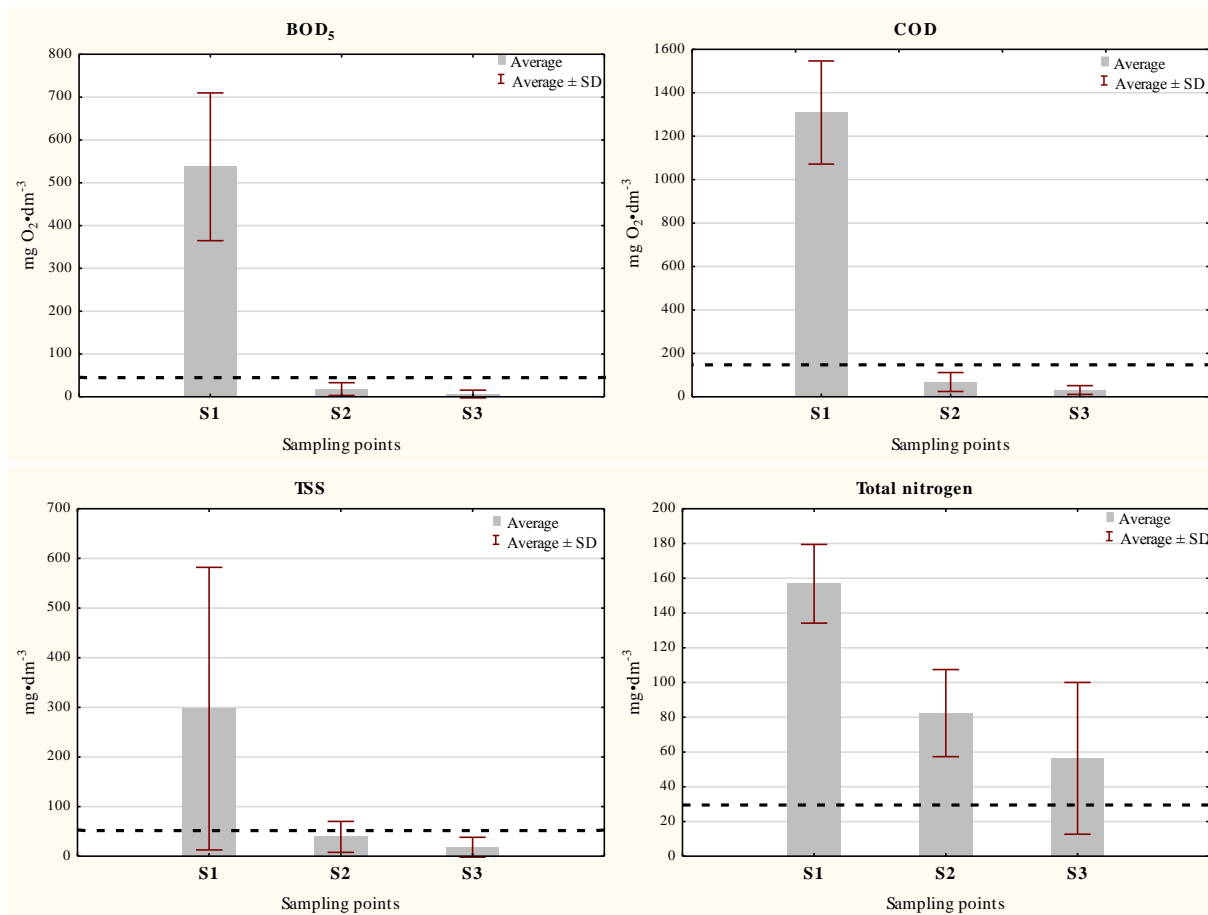 BOD₅
800
700
600
500
400
300
200
100
0
mg O₂•dm⁻³
Average
Average ± SD
S1 S2 S3
Sampling points
COD
1600
1400
1200
1000
800
600
400
200
0
mg O₂•dm⁻³
Average
Average ± SD
S1 S2 S3
Sampling points
TSS
700
600
500
400
300
200
100
0
mg•dm⁻³
Average
Average ± SD
S1 S2 S3
Sampling points
Total nitrogen
200
180
160
140
120
100
80
60
40
20
0
mg•dm⁻³
Average
Average ± SD
S1 S2 S3
Sampling points